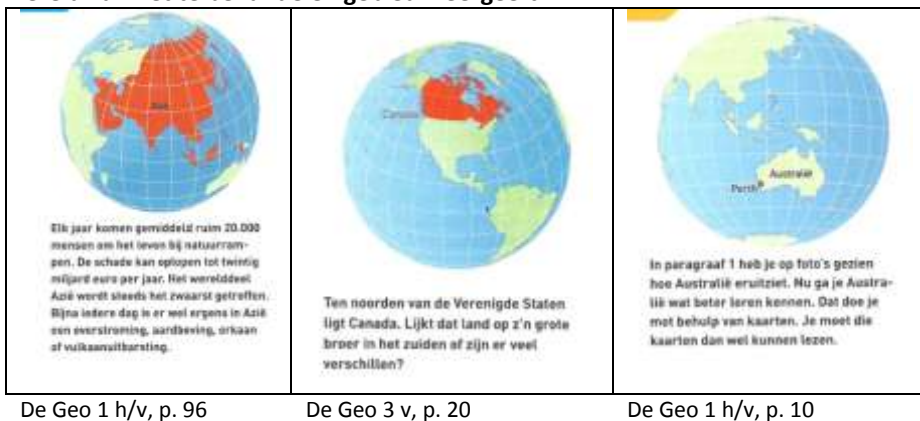 Azië
Elk jaar komen gemiddeld ruim 20.000
mensen om het leven bij natuurram-
pen. De schade kan oplopen tot twintig
miljard euro per jaar. Het werelddeel
Azië wordt steeds het zwaarst getroffen.
Bijna iedere dag is er wel ergens in Azië
een overstroming, aardbeving, orkaan
of vulkaanuitbarsting.
De Geo 1 h/v, p. 96
Canada
Ten noorden van de Verenigde Staten
ligt Canada. Lijkt dat land op z'n grote
broer in het zuiden of zijn er veel
verschillen?
De Geo 3 v, p. 20
Australië
Perth
In paragraaf 1 heb je op foto's gezien
hoe Australië eruitziet. Nu ga je Austra-
lië wat beter leren kennen. Dat doe je
met behulp van kaarten. Je moet die
kaarten dan wel kunnen lezen.
De Geo 1 h/v, p. 10